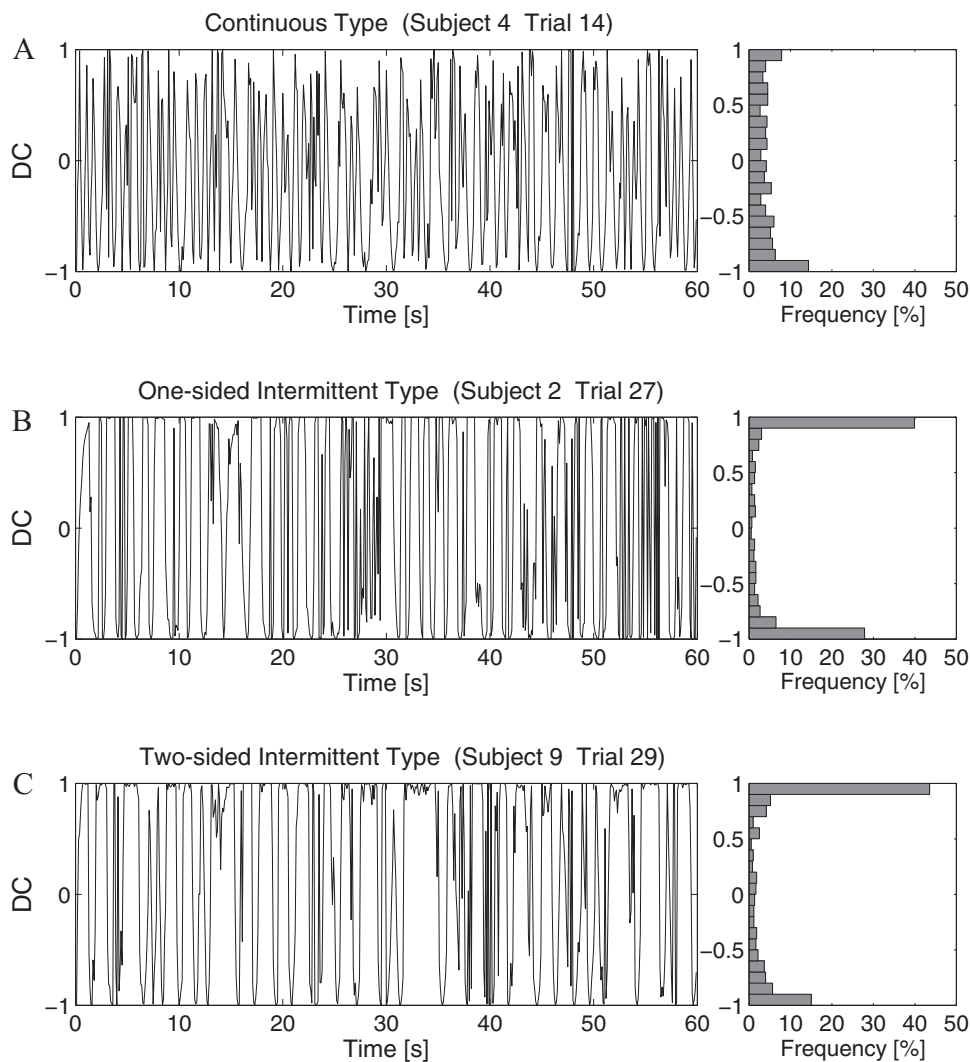 A
Continuous Type (Subject 4 Trial 14)
DC
1
0
−1
0 10 20 30 40 50 60
Time [s]
1
0.5
0
−0.5
−1
0 10 20 30 40 50
Frequency [%]
B
One-sided Intermittent Type (Subject 2 Trial 27)
DC
1
0
−1
0 10 20 30 40 50 60
Time [s]
1
0.5
0
−0.5
−1
0 10 20 30 40 50
Frequency [%]
C
Two-sided Intermittent Type (Subject 9 Trial 29)
DC
1
0
−1
0 10 20 30 40 50 60
Time [s]
1
0.5
0
−0.5
−1
0 10 20 30 40 50
Frequency [%]